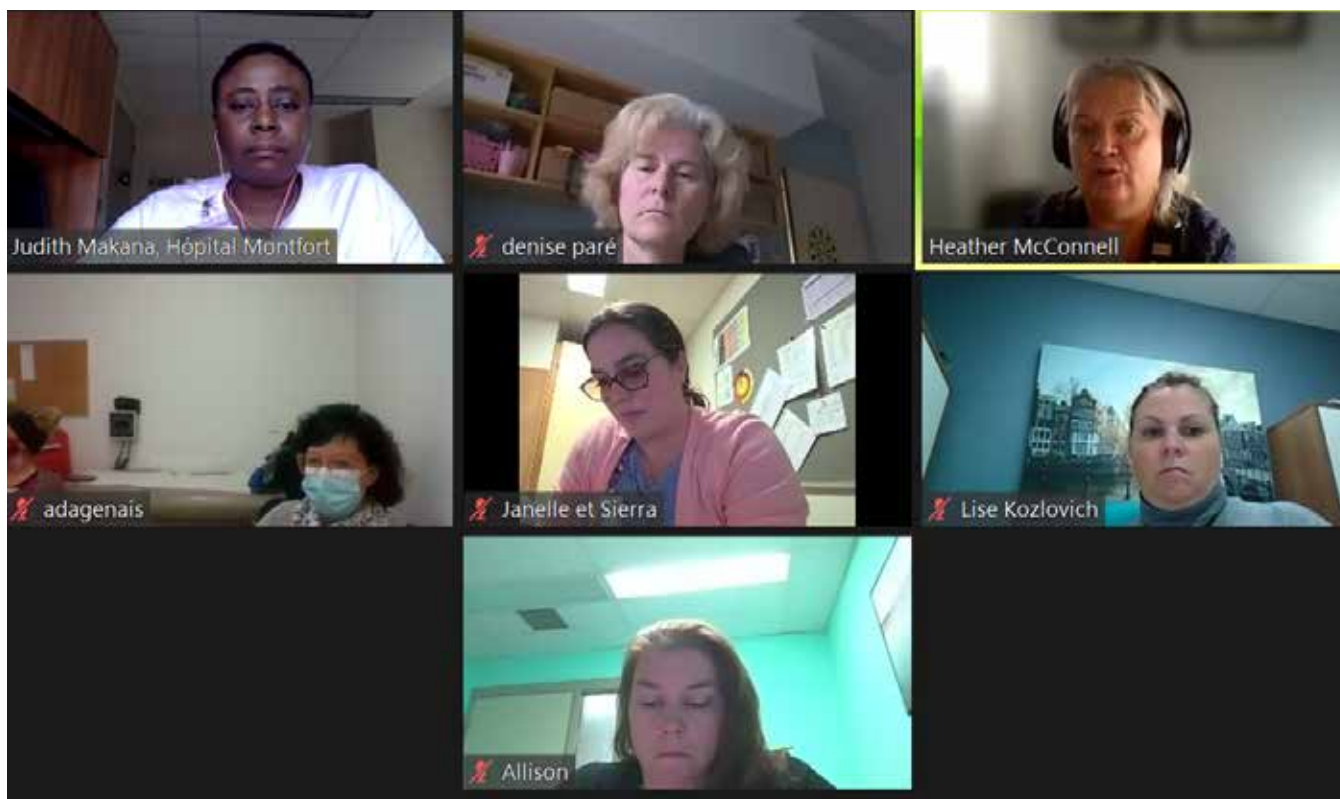 Judith Makana, Hôpital Montfort
denise paré
Heather McConnell
adagenais
Janelle et Sierra
Lise Kozlovich
Allison